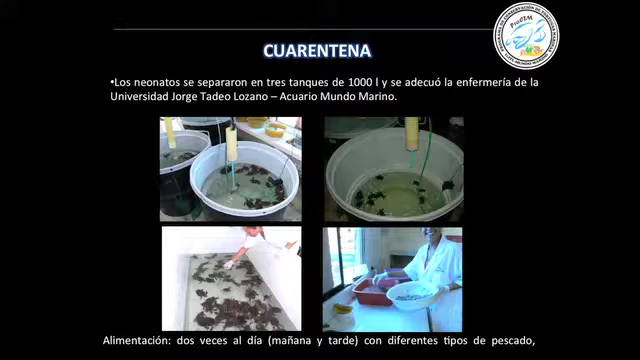 ProCTM
CUARENTENA
•Los neonatos se separaron en tres tanques de 1000 l y se adecuó la enfermería de la
Universidad Jorge Tadeo Lozano – Acuario Mundo Marino.
Alimentación: dos veces al día (mañana y tarde) con diferentes tipos de pescado,